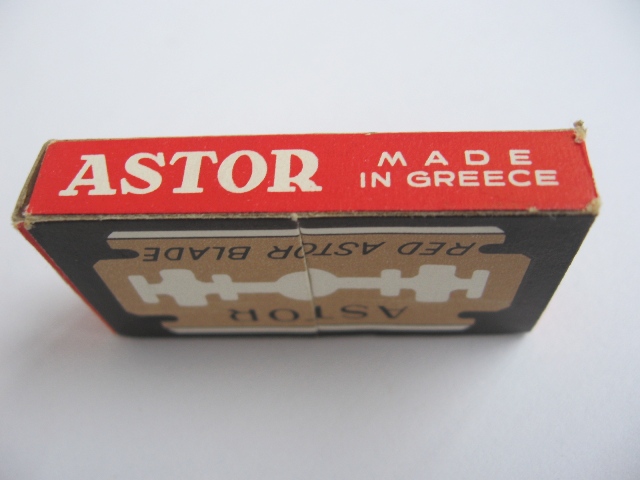 ASTOR
MADE
IN GREECE
RED ASTOR BLADE
ASTOR